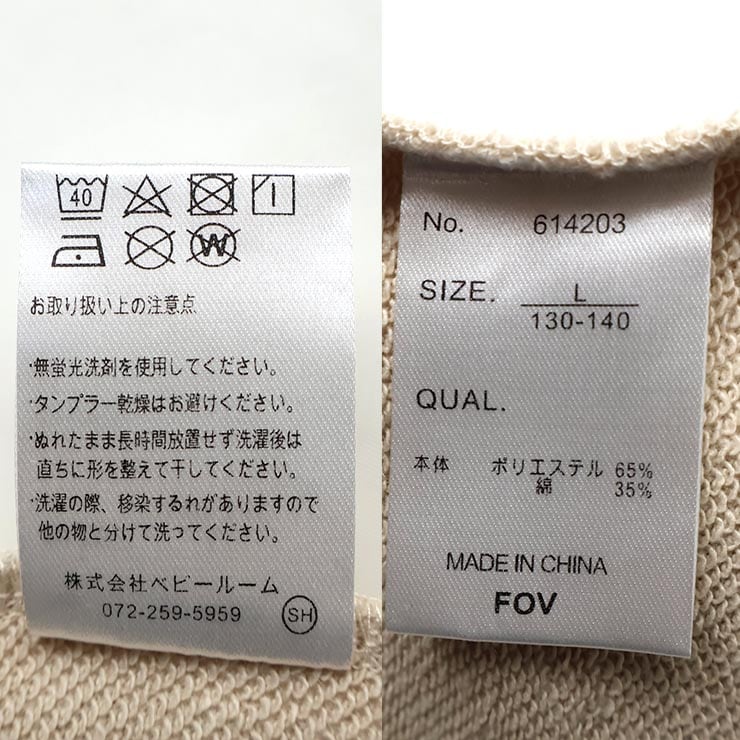 40
W
お取り扱い上の注意点
・無蛍光洗剤を使用してください。
・タンブラー乾燥はお避けください。
・ぬれたまま長時間放置せず洗濯後は
直ちに形を整えて干してください。
・洗濯の際、移染するれがありますので
他の物と分けて洗ってください。
株式会社ベビールーム
072-259-5959
SH
No. 614203
SIZE. L
130-140
QUAL.
本体 ポリエステル 65%
綿 35%
MADE IN CHINA
FOV